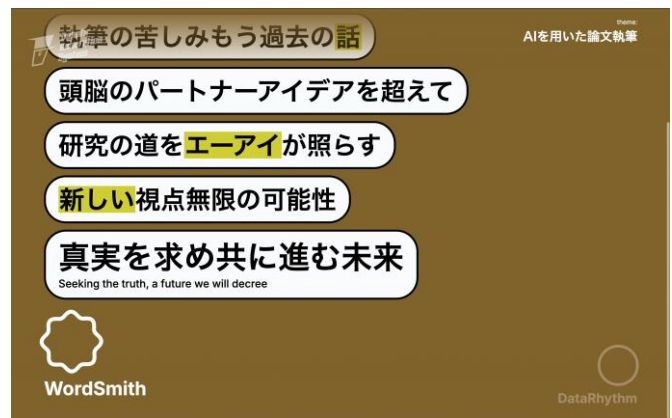 theme:
AIを用いた論文執筆
執筆の苦しみもう過去の話
頭脳のパートナーアイデアを超えて
研究の道をエーアイが照らす
新しい視点無限の可能性
真実を求め共に進む未来
Seeking the truth, a future we will decree
WordSmith
DataRhythm